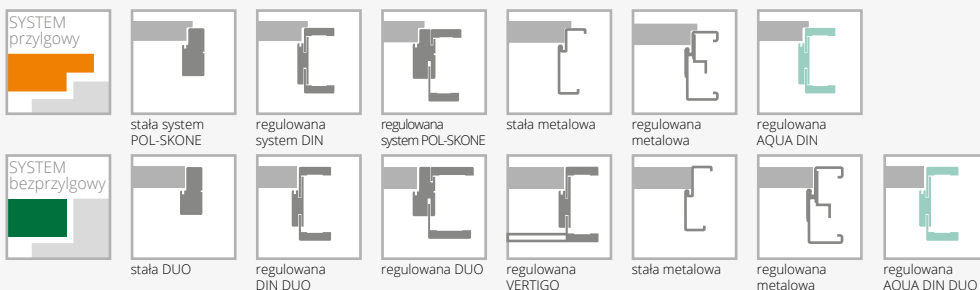 SYSTEM
przylgowy
stała system
POL-SKONE
regulowana
system DIN
regulowana
system POL-SKONE
stała metalowa
regulowana
metalowa
regulowana
AQUA DIN
SYSTEM
bezprzylgowy
stała DUO
regulowana
DIN DUO
regulowana DUO
regulowana
VERTIGO
stała metalowa
regulowana
metalowa
regulowana
AQUA DIN DUO